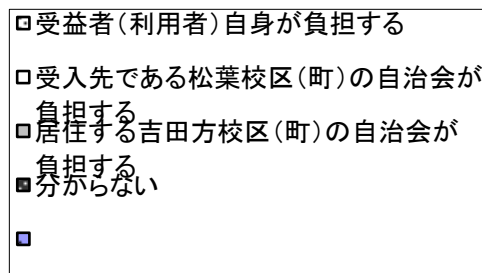 受益者(利用者)自身が負担する
受入先である松葉校区(町)の自治会が
負担する
居住する吉田方校区(町)の自治会が
負担する
分からない